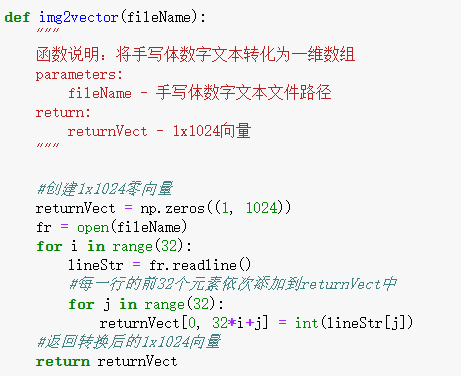 def img2vector(fileName):
    """
    函数说明：将手写体数字文本转化为一维数组
    parameters:
        fileName - 手写体数字文本文件路径
    return:
        returnVect - 1x1024向量
    """

    #创建1x1024零向量
    returnVect = np.zeros((1, 1024))
    fr = open(fileName)
    for i in range(32):
        lineStr = fr.readline()
        #每一行的前32个元素依次添加到returnVect中
        for j in range(32):
            returnVect[0, 32*i+j] = int(lineStr[j])
    #返回转换后的1x1024向量
    return returnVect